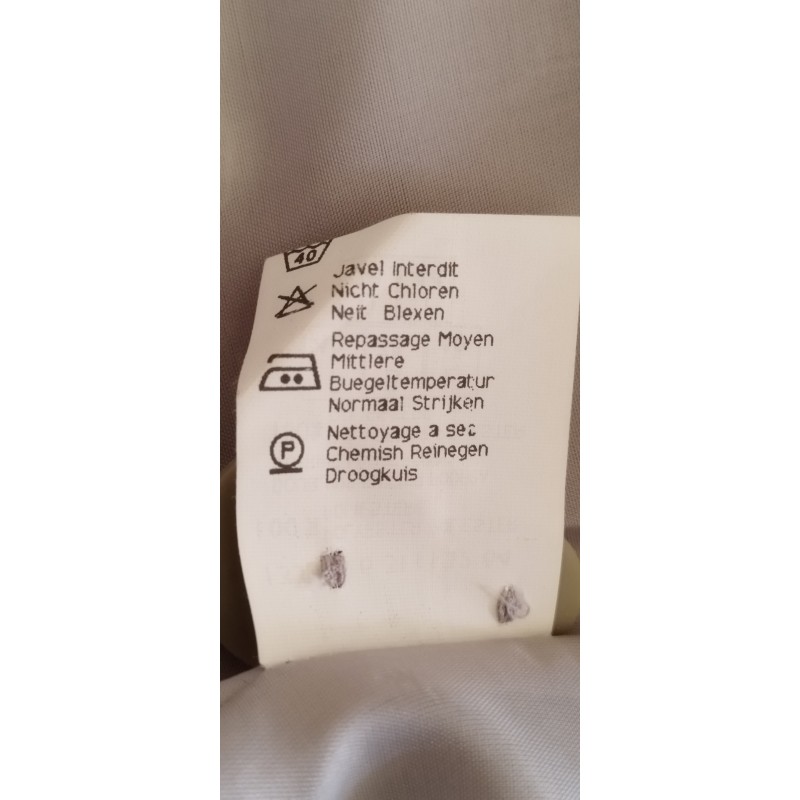 40
Javel Interdit
Nicht Chloren
Neit Blexen
Repassage Moyen
Mittlere
Buegeltemperatur
Normaal Strijken
P
Nettoyage a sec
Chemish Reinegen
Droogkuis